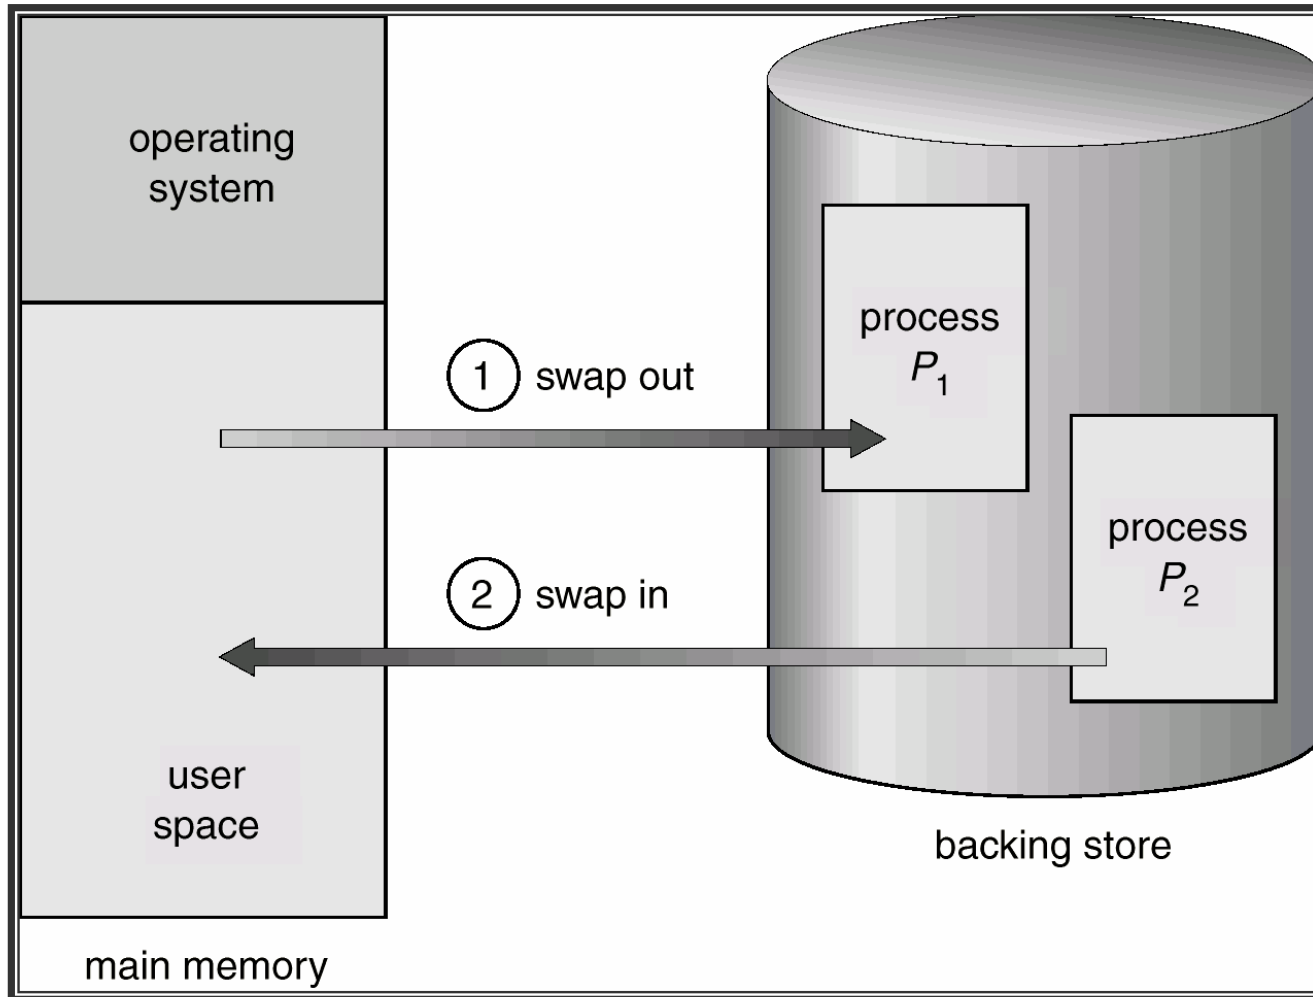 operating
system
process
P1
1 swap out
process
P2
2 swap in
user
space
backing store
main memory